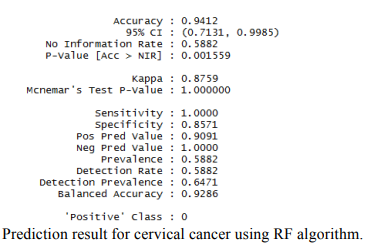 Accuracy : 0.9412
95% CI : (0.7131, 0.9985)
No Information Rate : 0.5882
P-Value [Acc > NIR] : 0.001559
Kappa : 0.8759
Mcnemar's Test P-Value : 1.000000
Sensitivity : 1.0000
Specificity : 0.8571
Pos Pred Value : 0.9091
Neg Pred Value : 1.0000
Prevalence : 0.5882
Detection Rate : 0.5882
Detection Prevalence : 0.6471
Balanced Accuracy : 0.9286
'Positive' Class : 0
Prediction result for cervical cancer using RF algorithm.